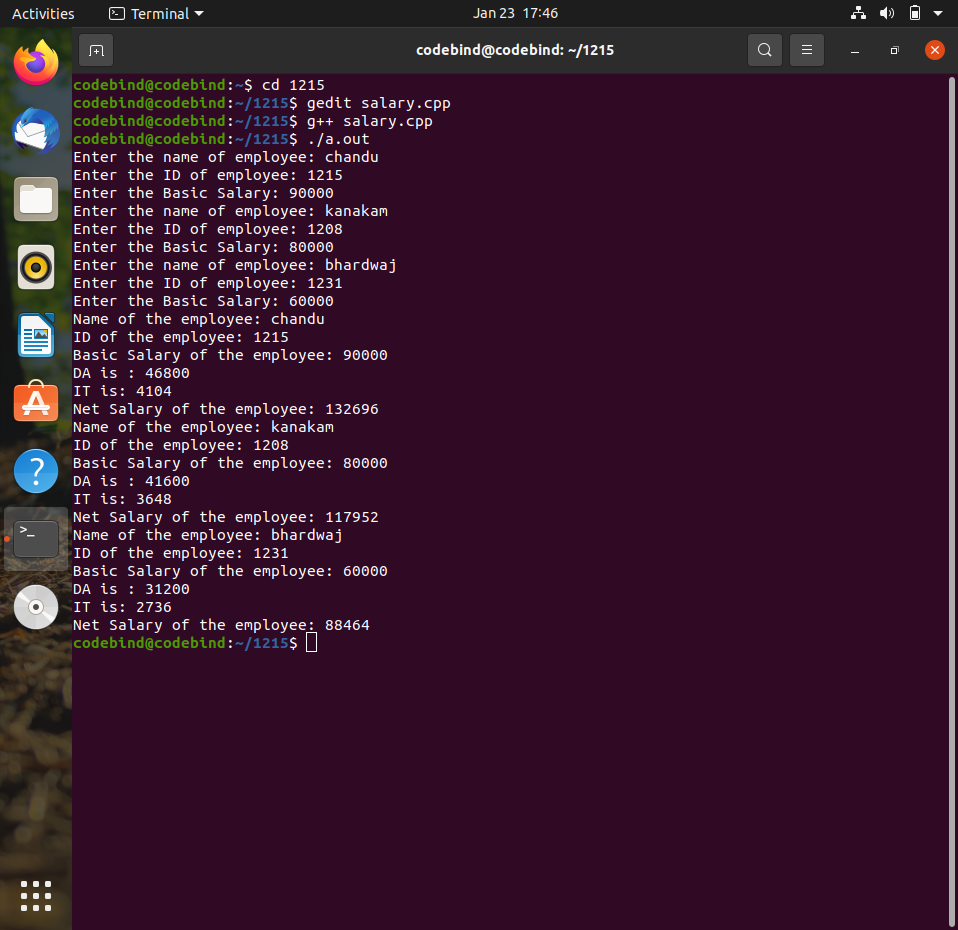 Activities Terminal Jan 23 17:46
codebind@codebind: ~/1215
codebind@codebind:~$ cd 1215
codebind@codebind:~/1215$ gedit salary.cpp
codebind@codebind:~/1215$ g++ salary.cpp
codebind@codebind:~/1215$ ./a.out
Enter the name of employee: chandu
Enter the ID of employee: 1215
Enter the Basic Salary: 90000
Enter the name of employee: kanakam
Enter the ID of employee: 1208
Enter the Basic Salary: 80000
Enter the name of employee: bhardwaj
Enter the ID of employee: 1231
Enter the Basic Salary: 60000
Name of the employee: chandu
ID of the employee: 1215
Basic Salary of the employee: 90000
DA is : 46800
IT is: 4104
Net Salary of the employee: 132696
Name of the employee: kanakam
ID of the employee: 1208
Basic Salary of the employee: 80000
DA is : 41600
IT is: 3648
Net Salary of the employee: 117952
Name of the employee: bhardwaj
ID of the employee: 1231
Basic Salary of the employee: 60000
DA is : 31200
IT is: 2736
Net Salary of the employee: 88464
codebind@codebind:~/1215$